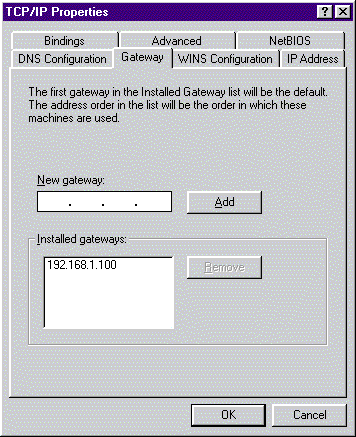 TCP/IP Properties
Bindings Advanced NetBIOS
DNS Configuration Gateway WINS Configuration IP Address
The first gateway in the Installed Gateway list will be the default.
The address order in the list will be the order in which these
machines are used.
New gateway:
. . .
Add
Installed gateways:
192.168.1.100
Remove
OK Cancel